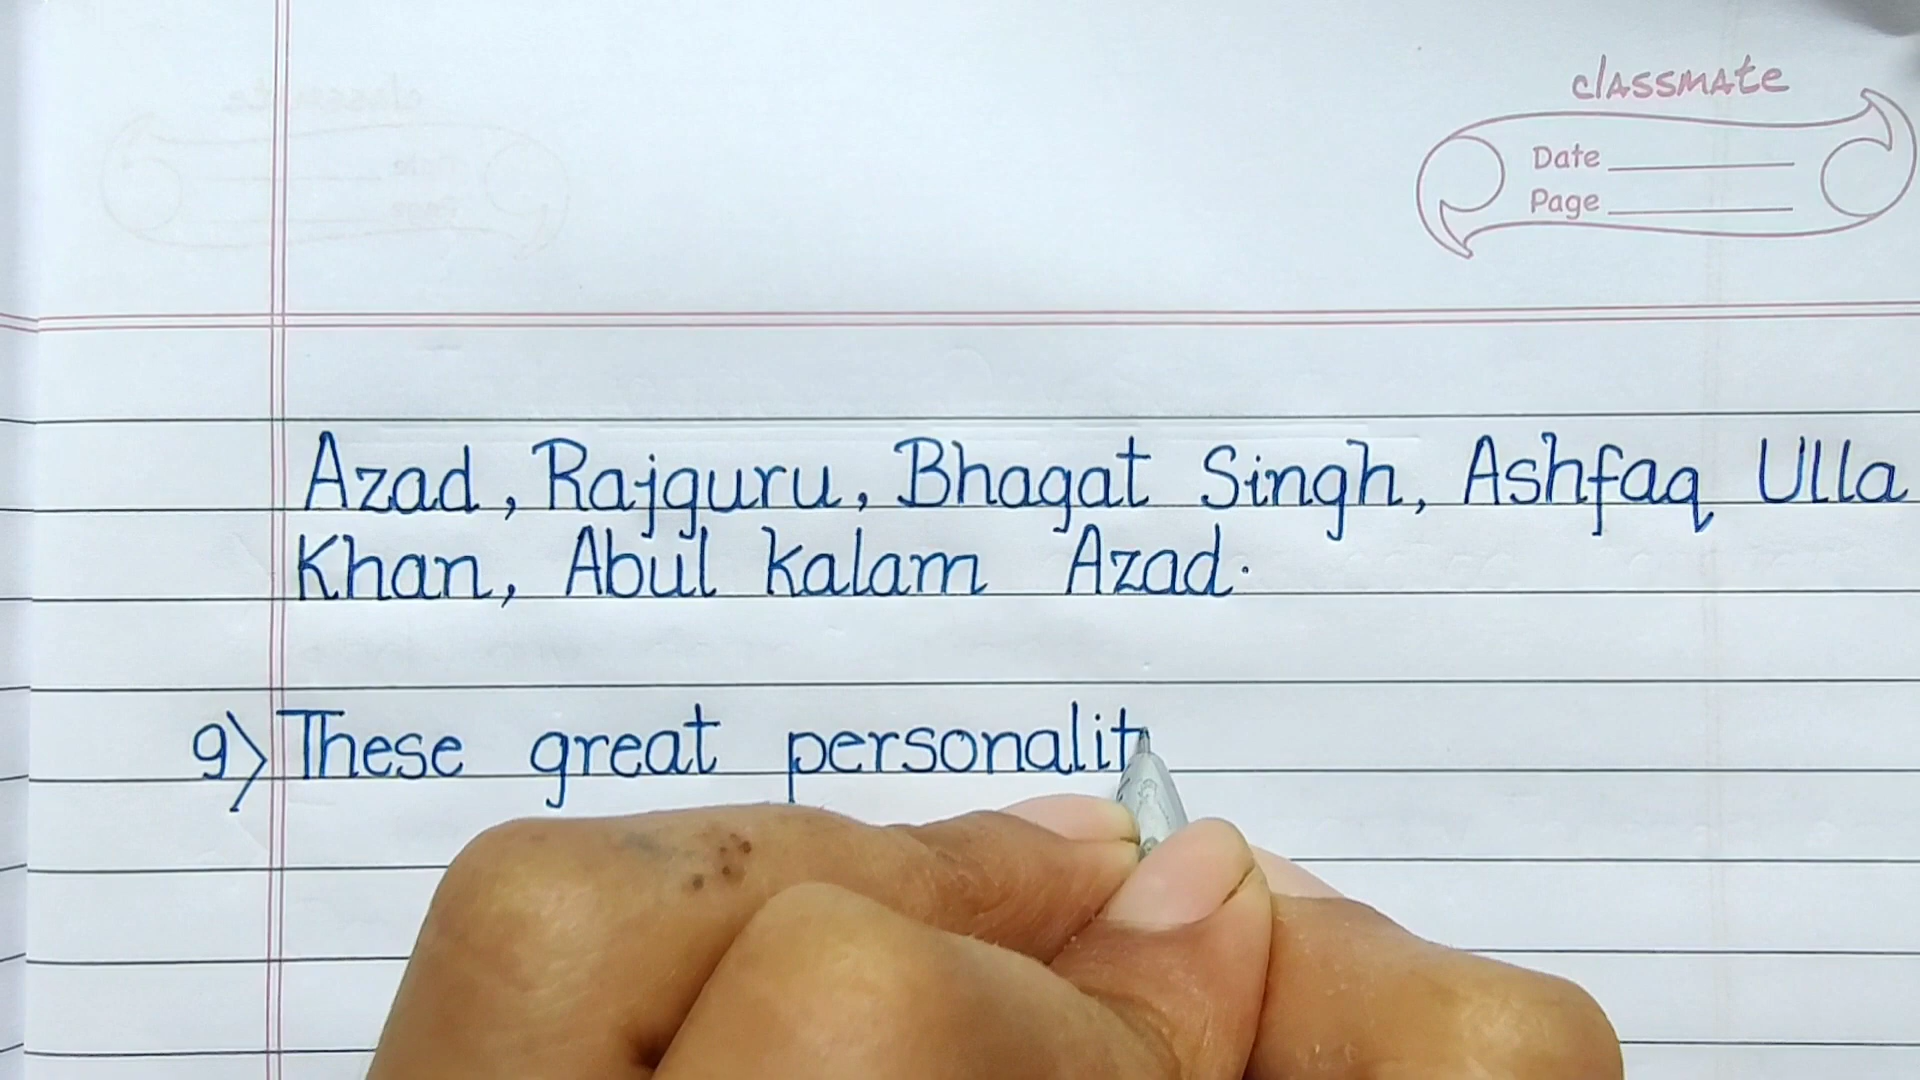 classmate
Date
Page
Azad, Rajguru, Bhagat Singh, Ashfaq Ulla
Khan, Abul Kalam Azad.
9) These great personalit